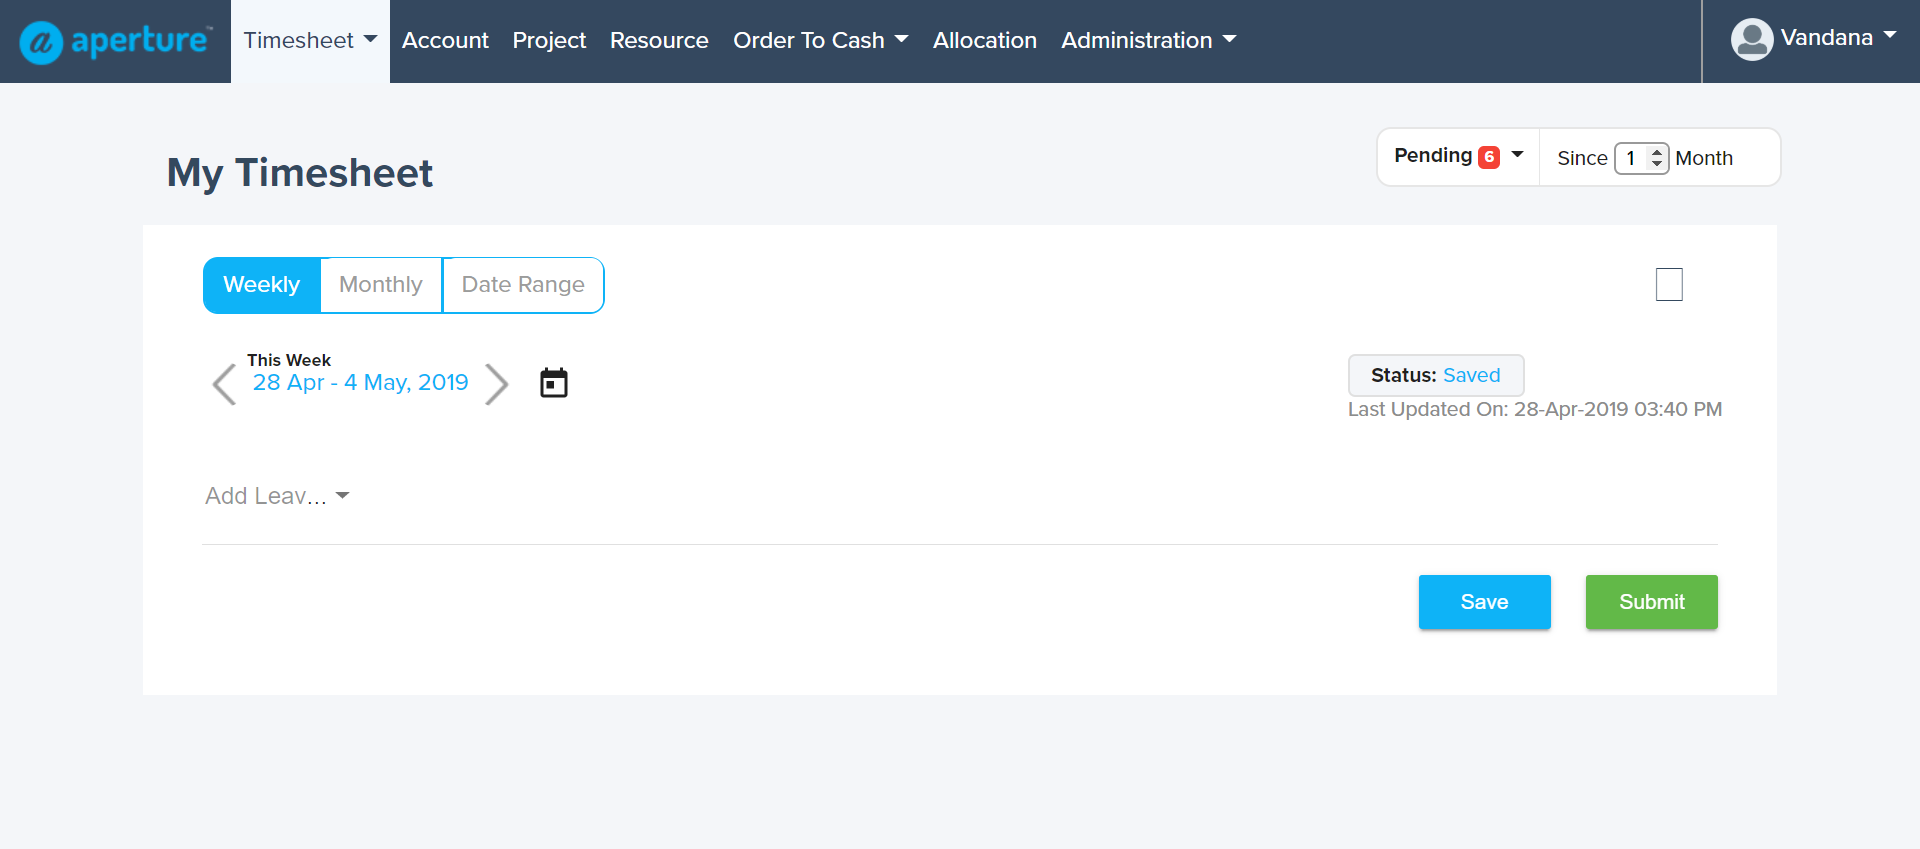 aperture™
Timesheet Account Project Resource Order To Cash Allocation Administration Vandana
My Timesheet
Pending 6 Since 1 Month
Weekly Monthly Date Range
This Week
28 Apr - 4 May, 2019
Status: Saved
Last Updated On: 28-Apr-2019 03:40 PM
Add Leav...
Save Submit